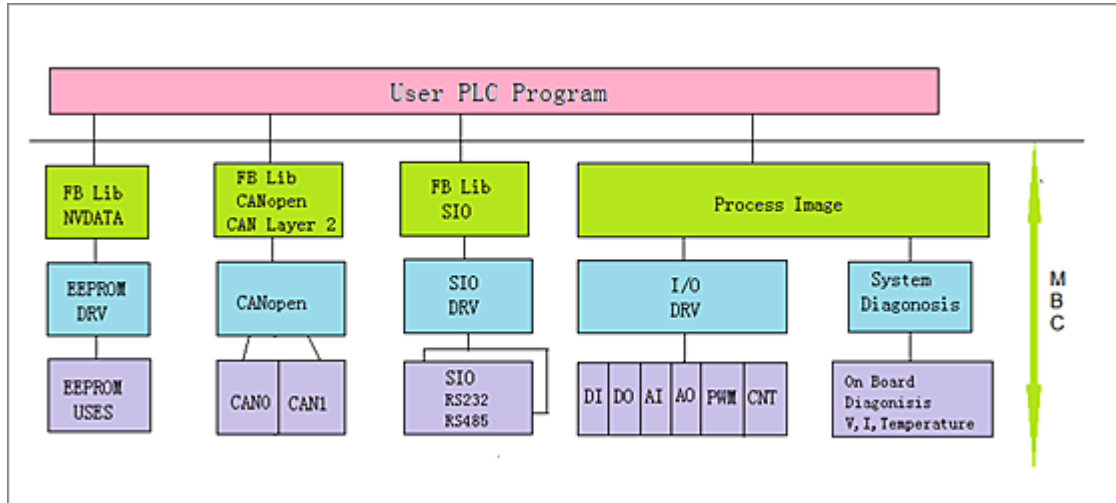 User PLC Program
FB Lib
NVDATA
FB Lib
CANopen
CAN Layer 2
FB Lib
SIO
Process Image
EEPROM
DRV
CANopen
SIO
DRV
I/O
DRV
System
Diagonosis
M
B
C
EEPROM
USES
CAN0
CAN1
SIO
RS232
RS485
DI
DO
AI
AO
PWM
CNT
On Board
Diagonisis
V,I,Temperature